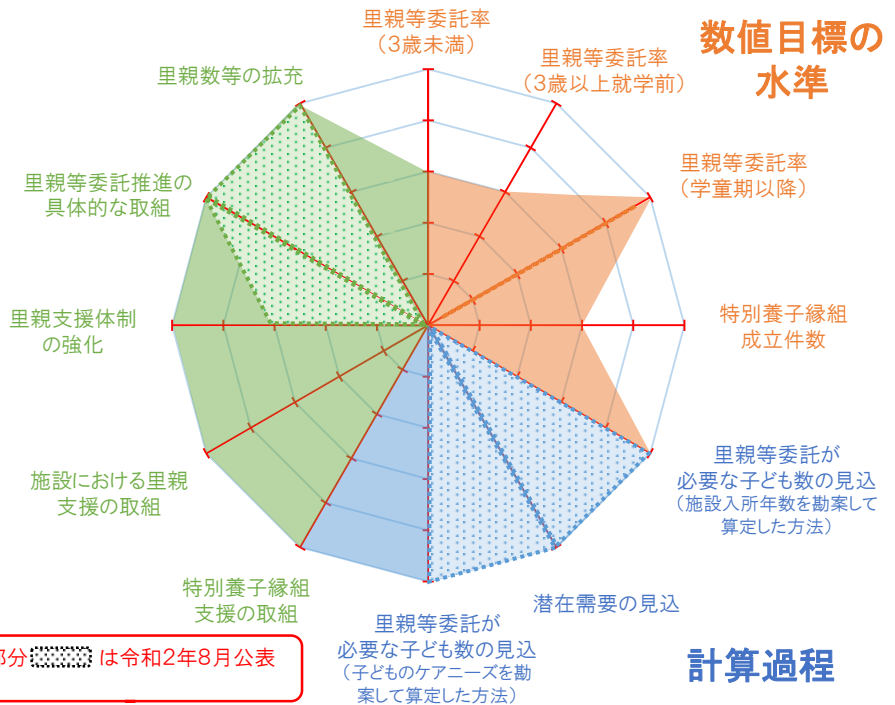 里親等委託率
（3歳未満）
数値目標の
水準
里親等委託率
（3歳以上就学前）
里親数等の拡充
里親等委託率
（学童期以降）
里親等委託推進の
具体的な取組
里親支援体制
の強化
特別養子縁組
成立件数
里親等委託が
必要な子ども数の見込
（施設入所年数を勘案して
算定した方法）
施設における里親
支援の取組
特別養子縁組
支援の取組
潜在需要の見込
里親等委託が
必要な子ども数の見込
（子どものケアニーズを勘
案して算定した方法）
部分 は令和2年8月公表
計算過程